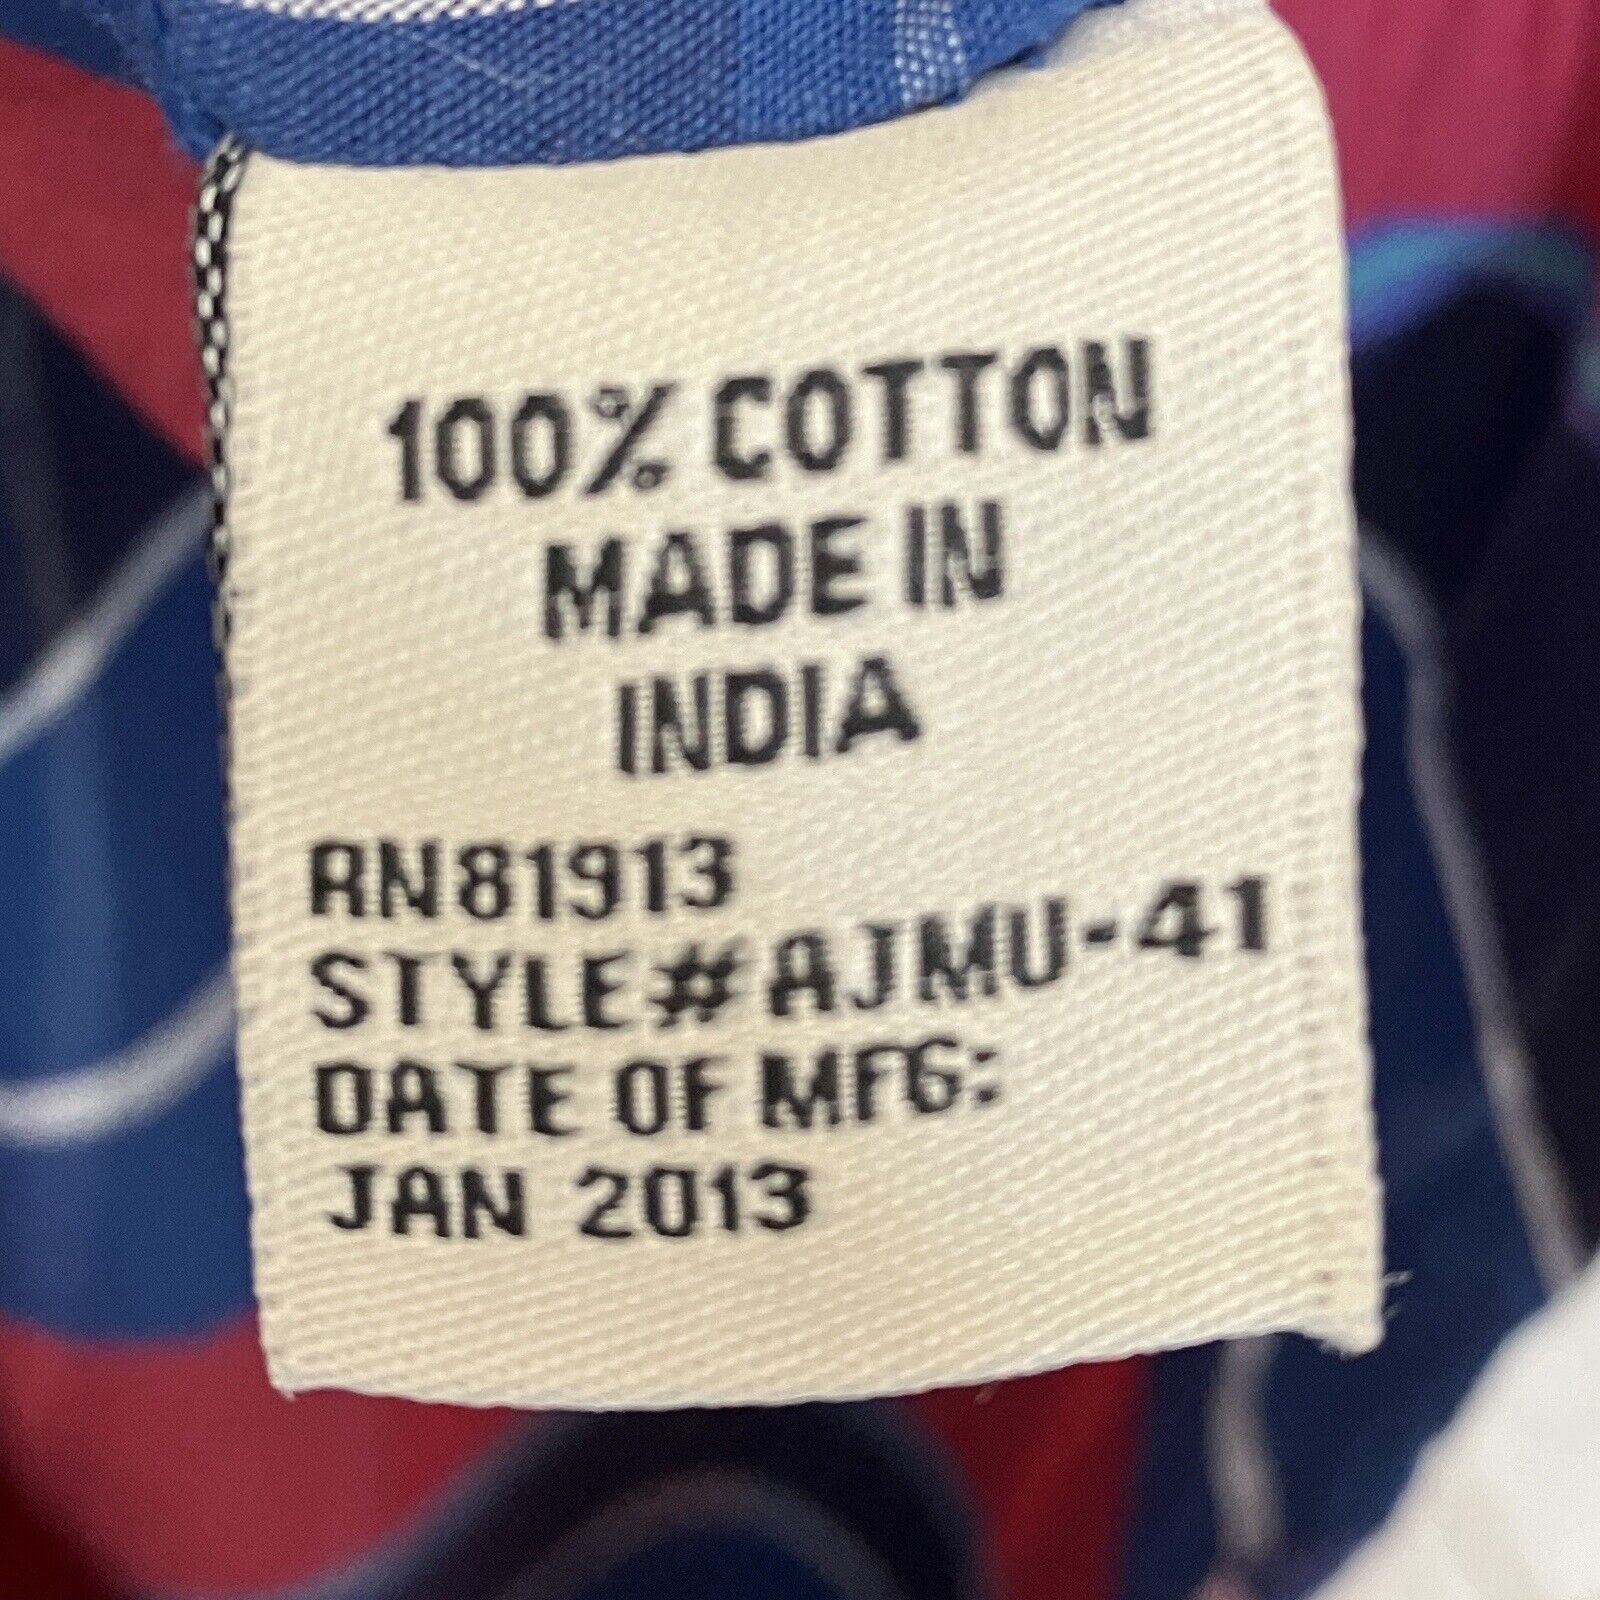 100% COTTON
MADE IN
INDIA
RN81913
STYLE#AJMU-41
DATE OF MFG:
JAN 2013